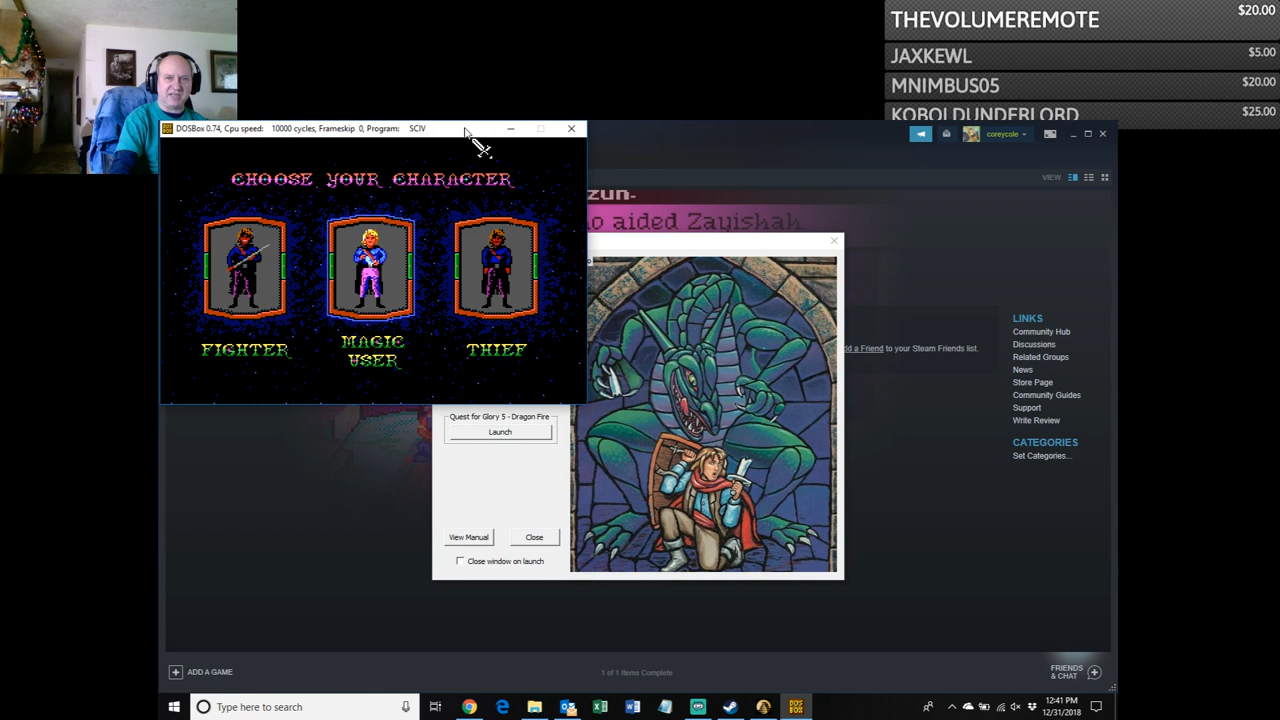 THEVOLUMEREMOTE $20.00
JAXKEWL $5.00
MNIMBUS05 $20.00
KOBOLDUNDERLORD $25.00
DOSBox 0.74, Cpu speed: 10000 cycles, Frameskip 0, Program: SCIV
coreycole
VIEW
CHOOSE YOUR CHARACTER
FIGHTER
MAGIC
USER
THIEF
zun-
o aided Zayishah
dd a Friend to your Steam Friends list.
LINKS
Community Hub
Discussions
Related Groups
News
Store Page
Community Guides
Support
Write Review
CATEGORIES
Set Categories...
Quest for Glory 5 - Dragon Fire
Launch
View Manual
Close
Close window on launch
ADD A GAME
1 of 1 Items Complete
FRIENDS
& CHAT
Type here to search
DOS
BOX
12:41 PM
12/31/2018